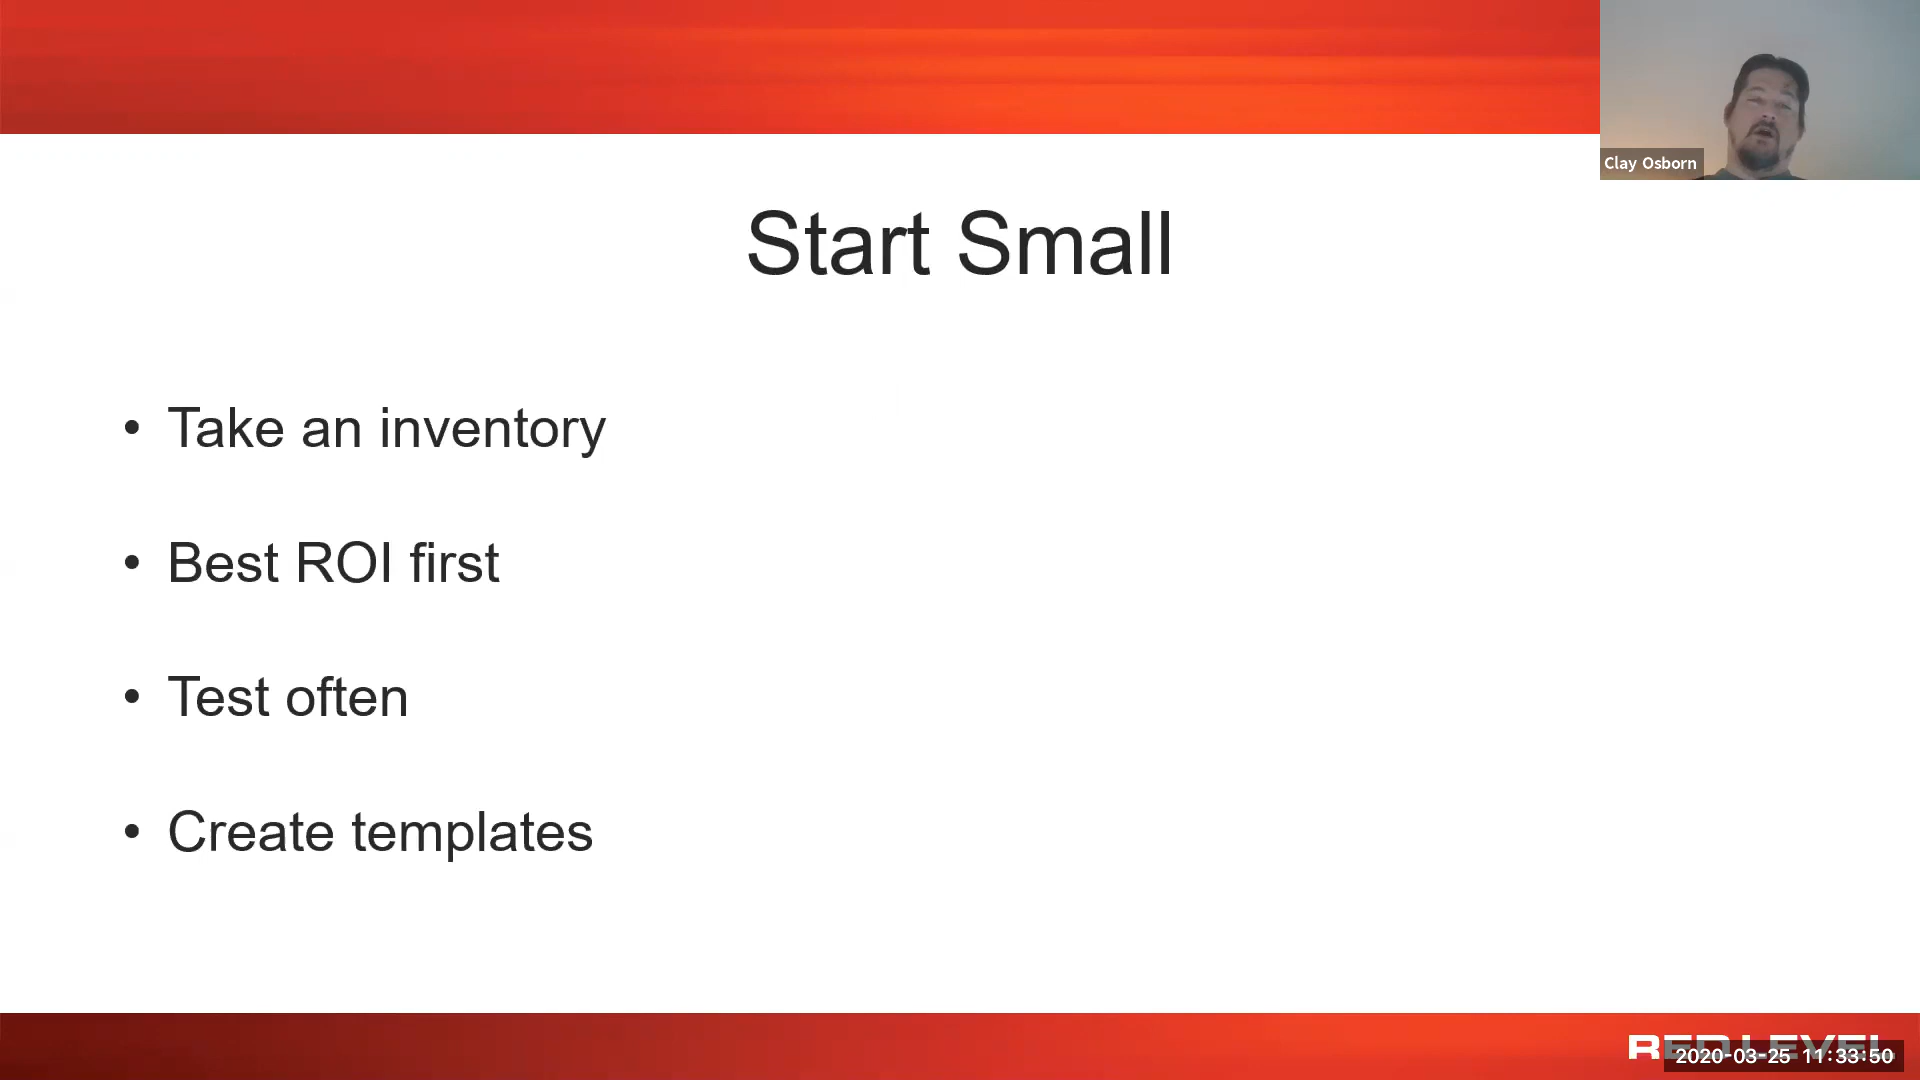 Clay Osborn
Start Small
• Take an inventory
• Best ROI first
• Test often
• Create templates
RED LEVEL
2020-03-25 11:33:50